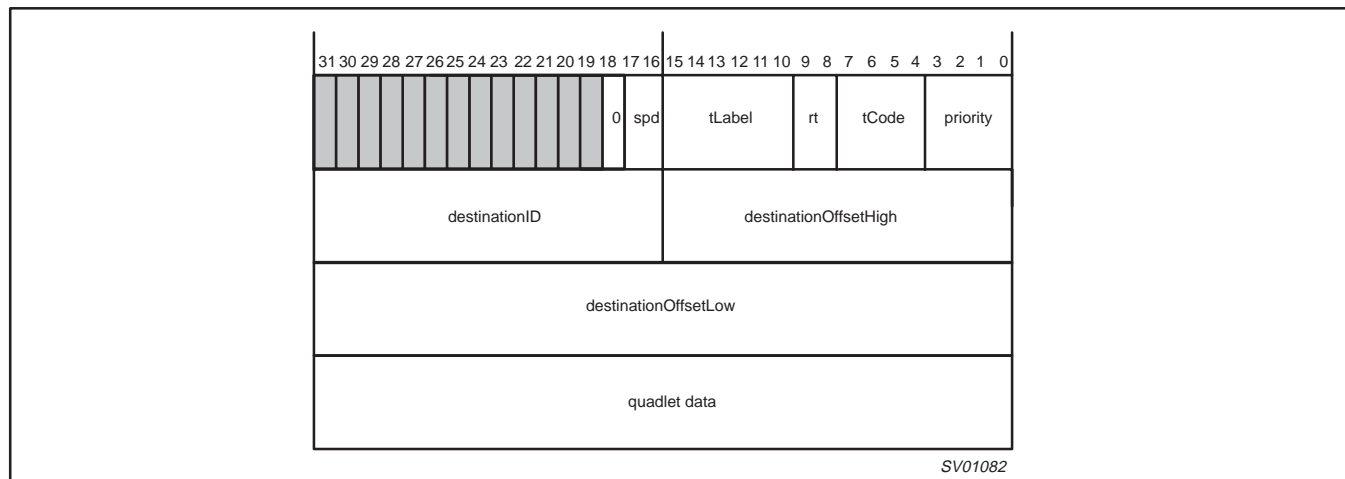 31 30 29 28 27 26 25 24 23 22 21 20 19 18 17 16 15 14 13 12 11 10 9 8 7 6 5 4 3 2 1 0
0 spd tLabel rt tCode priority
destinationID destinationOffsetHigh
destinationOffsetLow
quadlet data
SV01082